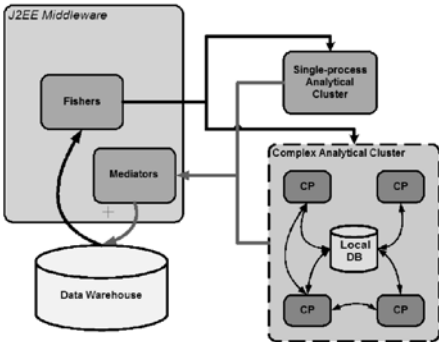 J2EE Middleware
Single-process
Analytical
Cluster
Fishers
Complex Analytical Cluster
Mediators
CP
CP
Local
DB
Data Warehouse
CP
CP